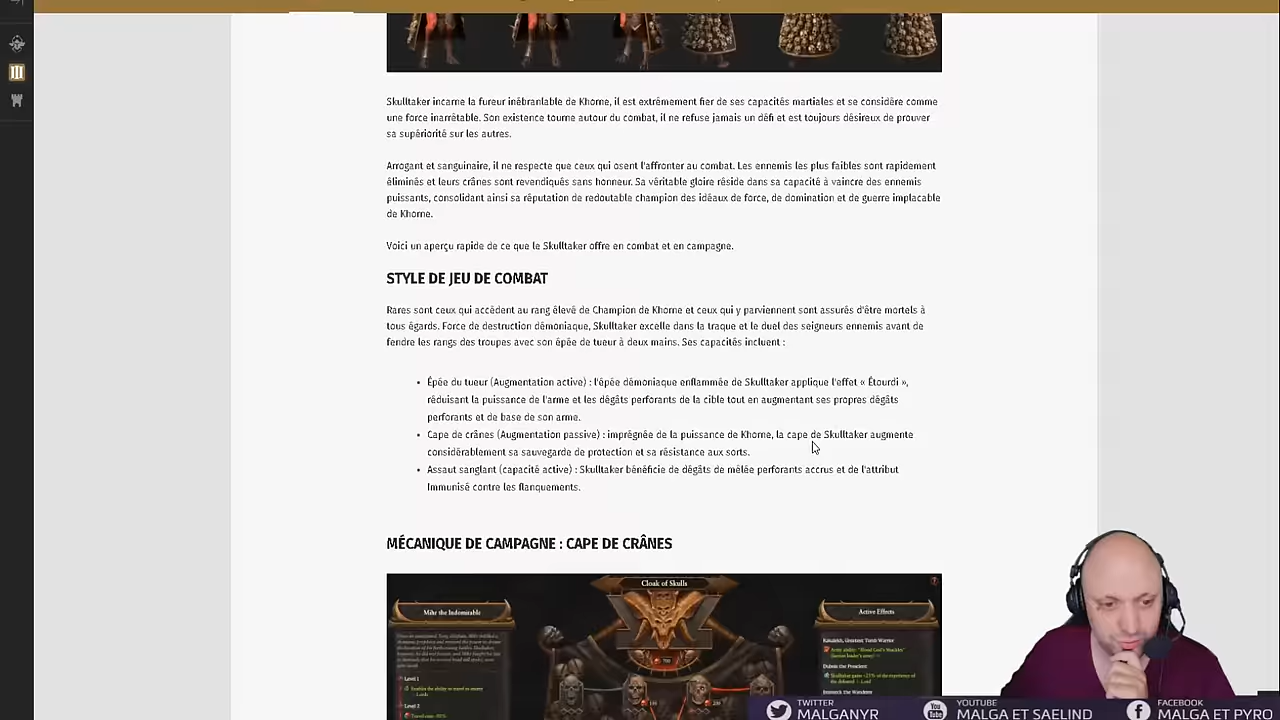 Skulltaker incarne la fureur inébranlable de Khorne, il est extrêmement fier de ses capacités martiales et se considère comme
une force inarrêtable. Son existence tourne autour du combat, il ne refuse jamais un défi et est toujours désireux de prouver
sa supériorité sur les autres.
Arrogant et sanguinaire, il ne respecte que ceux qui osent l'affronter au combat. Les ennemis les plus faibles sont rapidement
éliminés et leurs crânes sont revendiqués sans honneur. Sa véritable gloire réside dans sa capacité à vaincre des ennemis
puissants, consolidant ainsi sa réputation de redoutable champion des idéaux de force, de domination et de guerre implacable
de Khorne.
Voici un aperçu rapide de ce que le Skulltaker offre en combat et en campagne.
STYLE DE JEU DE COMBAT
Rares sont ceux qui accèdent au rang élevé de Champion de Khorne et ceux qui y parviennent sont assurés d'être mortels à
tous égards. Force de destruction démoniaque, Skulltaker excelle dans la traque et le duel des seigneurs ennemis avant de
fendre les rangs des troupes avec son épée de tueur à deux mains. Ses capacités incluent :
• Épée du tueur (Augmentation active) : l'épée démoniaque enflammée de Skulltaker applique l'effet « Étourdi »,
réduisant la puissance de l'arme et les dégâts perforants de la cible tout en augmentant ses propres dégâts
perforants et de base de son arme.
• Cape de crânes (Augmentation passive) : imprégnée de la puissance de Khorne, la cape de Skulltaker augmente
considérablement sa sauvegarde de protection et sa résistance aux sorts.
• Assaut sanglant (capacité active) : Skulltaker bénéficie de dégâts de mêlée perforants accrus et de l'attribut
Immunisé contre les flanquements.
MÉCANIQUE DE CAMPAGNE : CAPE DE CRÂNES
Cloak of Skulls
Mihr the Indomitable
Active Effects
Level 1
Level 2
TWITTER
MALGANYR
YOUTUBE
MALGA ET SAELIND
FACEBOOK
MALGA ET PYRO